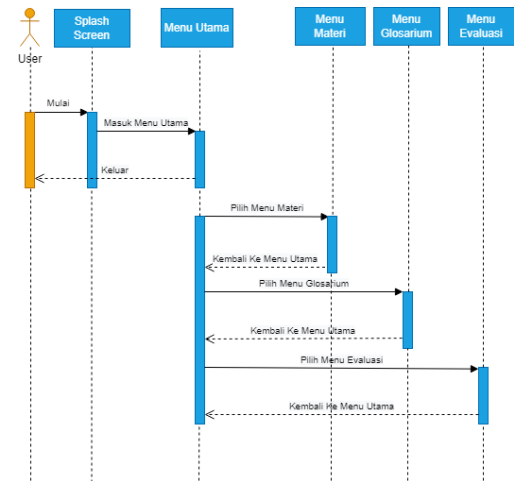 Splash
Screen
Menu Utama
Menu
Materi
Menu
Glosarium
Menu
Evaluasi
User
Mulai
Masuk Menu Utama
Keluar
Pilih Menu Materi
Kembali Ke Menu Utama
Pilih Menu Glosarium
Kembali Ke Menu Utama
Pilih Menu Evaluasi
Kembali Ke Menu Utama